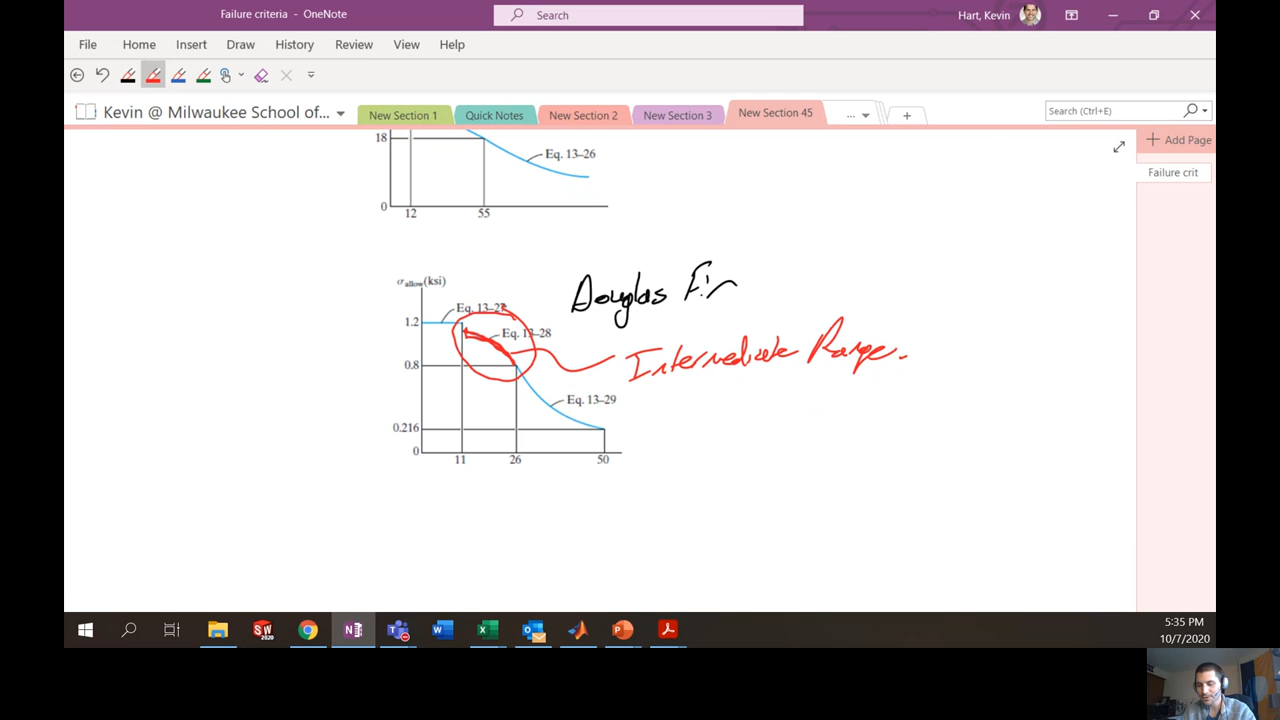 Failure criteria - OneNote
Search
Hart, Kevin
File Home Insert Draw History Review View Help
Kevin @ Milwaukee School of...
New Section 1
Quick Notes
New Section 2
New Section 3
New Section 45
...
Search (Ctrl+E)
Add Page
Failure crit
18
Eq. 13–26
0
12
55
σallow(ksi)
Douglas Fir
Eq. 13–27
1.2
Eq. 13–28
Intermediate Range.
0.8
Eq. 13–29
0.216
0
11
26
50
SW
2020
5:35 PM
10/7/2020